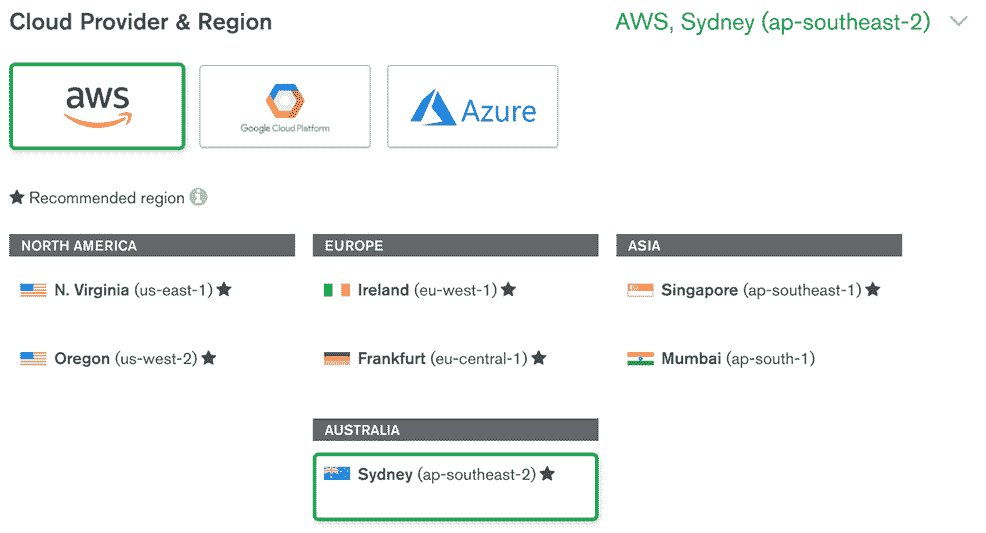 Cloud Provider & Region
AWS, Sydney (ap-southeast-2)
aws
Google Cloud Platform
Azure
Recommended region
NORTH AMERICA
EUROPE
ASIA
N. Virginia (us-east-1)
Ireland (eu-west-1)
Singapore (ap-southeast-1)
Oregon (us-west-2)
Frankfurt (eu-central-1)
Mumbai (ap-south-1)
AUSTRALIA
Sydney (ap-southeast-2)